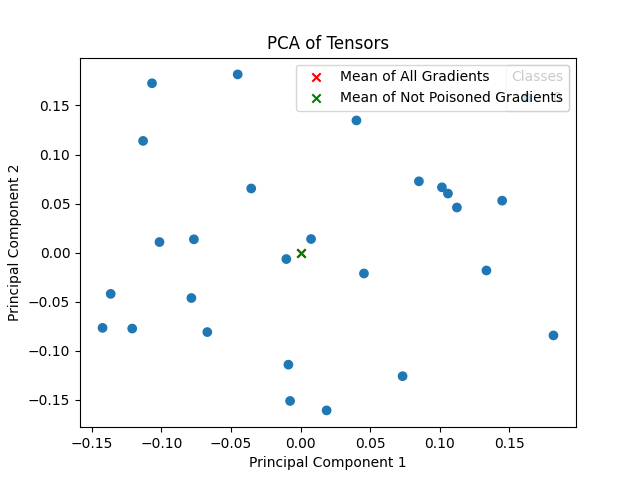 PCA of Tensors
Mean of All Gradients
Mean of Not Poisoned Gradients
Classes
Principal Component 2
0.15
0.10
0.05
0.00
−0.05
−0.10
−0.15
−0.15
−0.10
−0.05
0.00
0.05
0.10
0.15
Principal Component 1